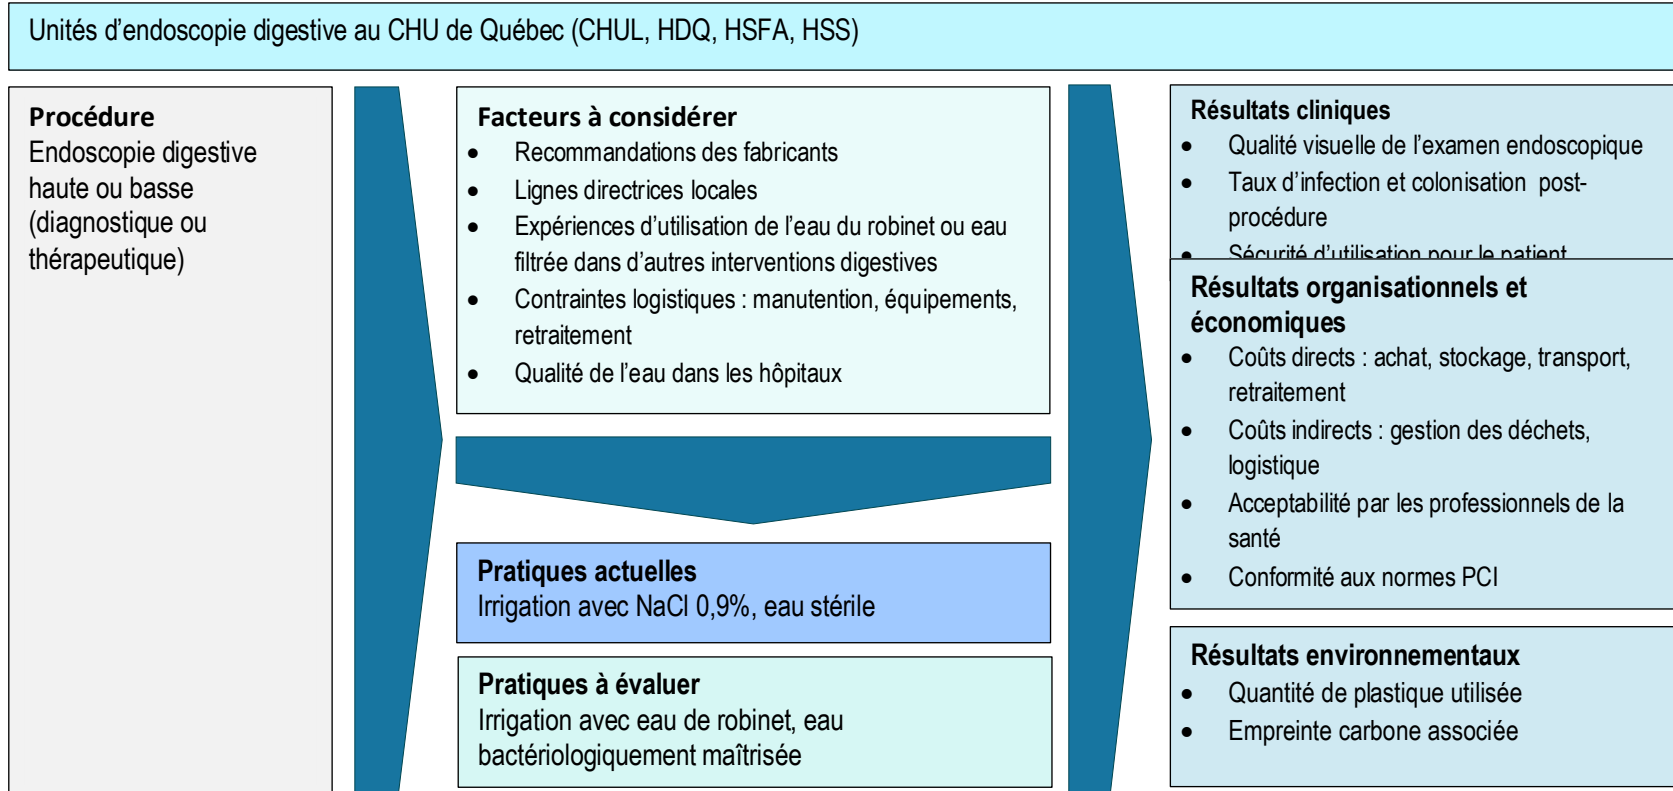 Unités d’endoscopie digestive au CHU de Québec (CHUL, HDQ, HSFA, HSS)
Procédure
Endoscopie digestive
haute ou basse
(diagnostique ou
thérapeutique)
Facteurs à considérer
• Recommandations des fabricants
• Lignes directrices locales
• Expériences d’utilisation de l’eau du robinet ou eau
filtrée dans d’autres interventions digestives
• Contraintes logistiques : manutention, équipements,
retraitement
• Qualité de l’eau dans les hôpitaux
Pratiques actuelles
Irrigation avec NaCl 0,9%, eau stérile
Pratiques à évaluer
Irrigation avec eau de robinet, eau
bactériologiquement maîtrisée
Résultats cliniques
• Qualité visuelle de l’examen endoscopique
• Taux d’infection et colonisation post-
procédure
• Sécurité d’utilisation pour le patient
Résultats organisationnels et
économiques
• Coûts directs : achat, stockage, transport,
retraitement
• Coûts indirects : gestion des déchets,
logistique
• Acceptabilité par les professionnels de la
santé
• Conformité aux normes PCI
Résultats environnementaux
• Quantité de plastique utilisée
• Empreinte carbone associée